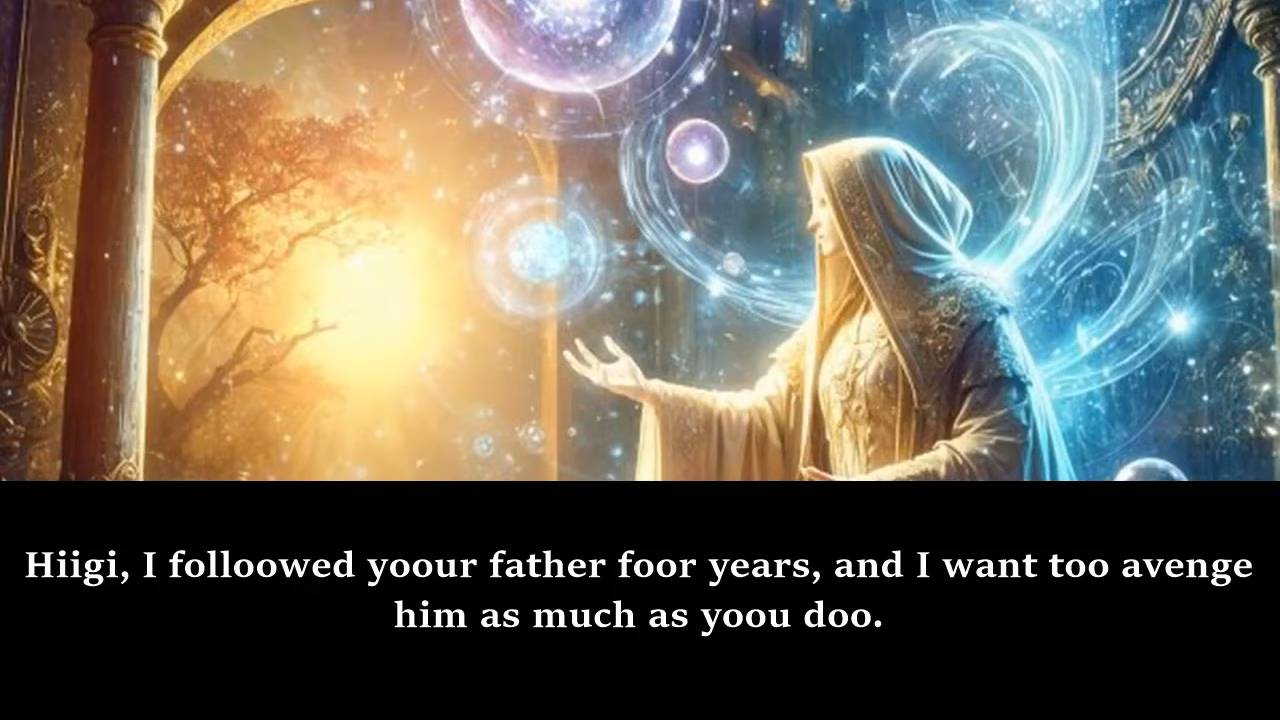 Hiigi, I folloowed yoour father foor years, and I want too avenge
him as much as yoou doo.